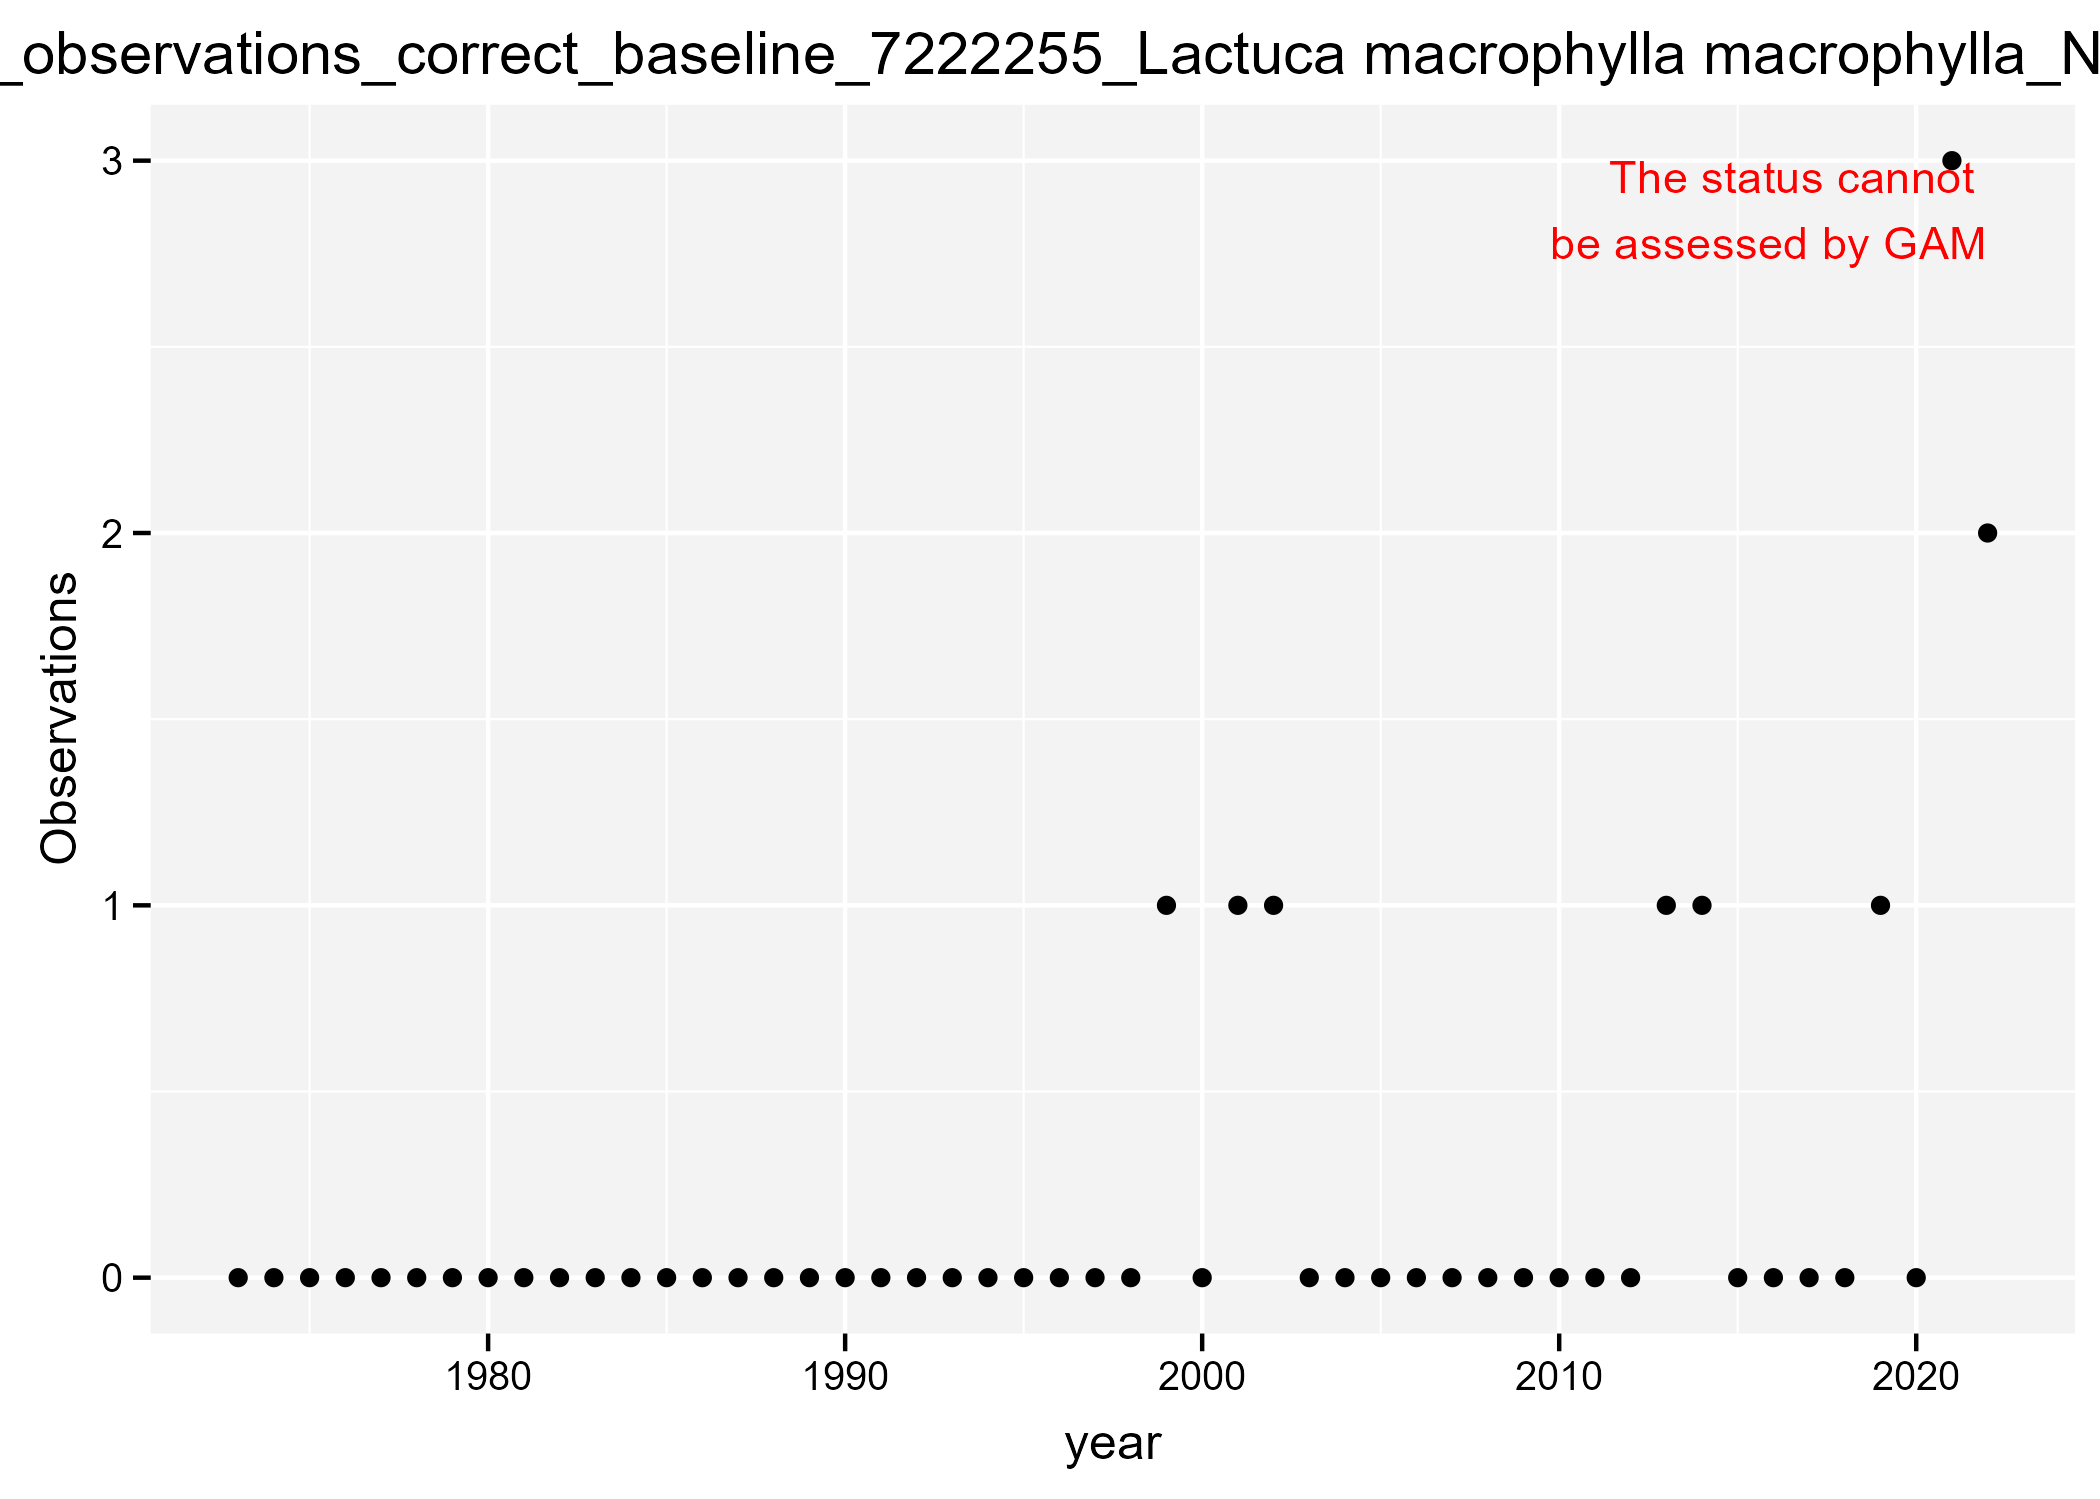 _observations_correct_baseline_7222255_Lactuca macrophylla macrophylla_N
3
The status cannot
be assessed by GAM
2
Observations
1
0
1980 1990 2000 2010 2020
year